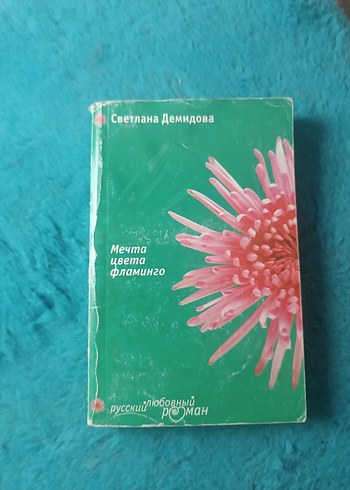 Светлана Демидова
Мечта
цвета
фламинго
русский любовный
роман